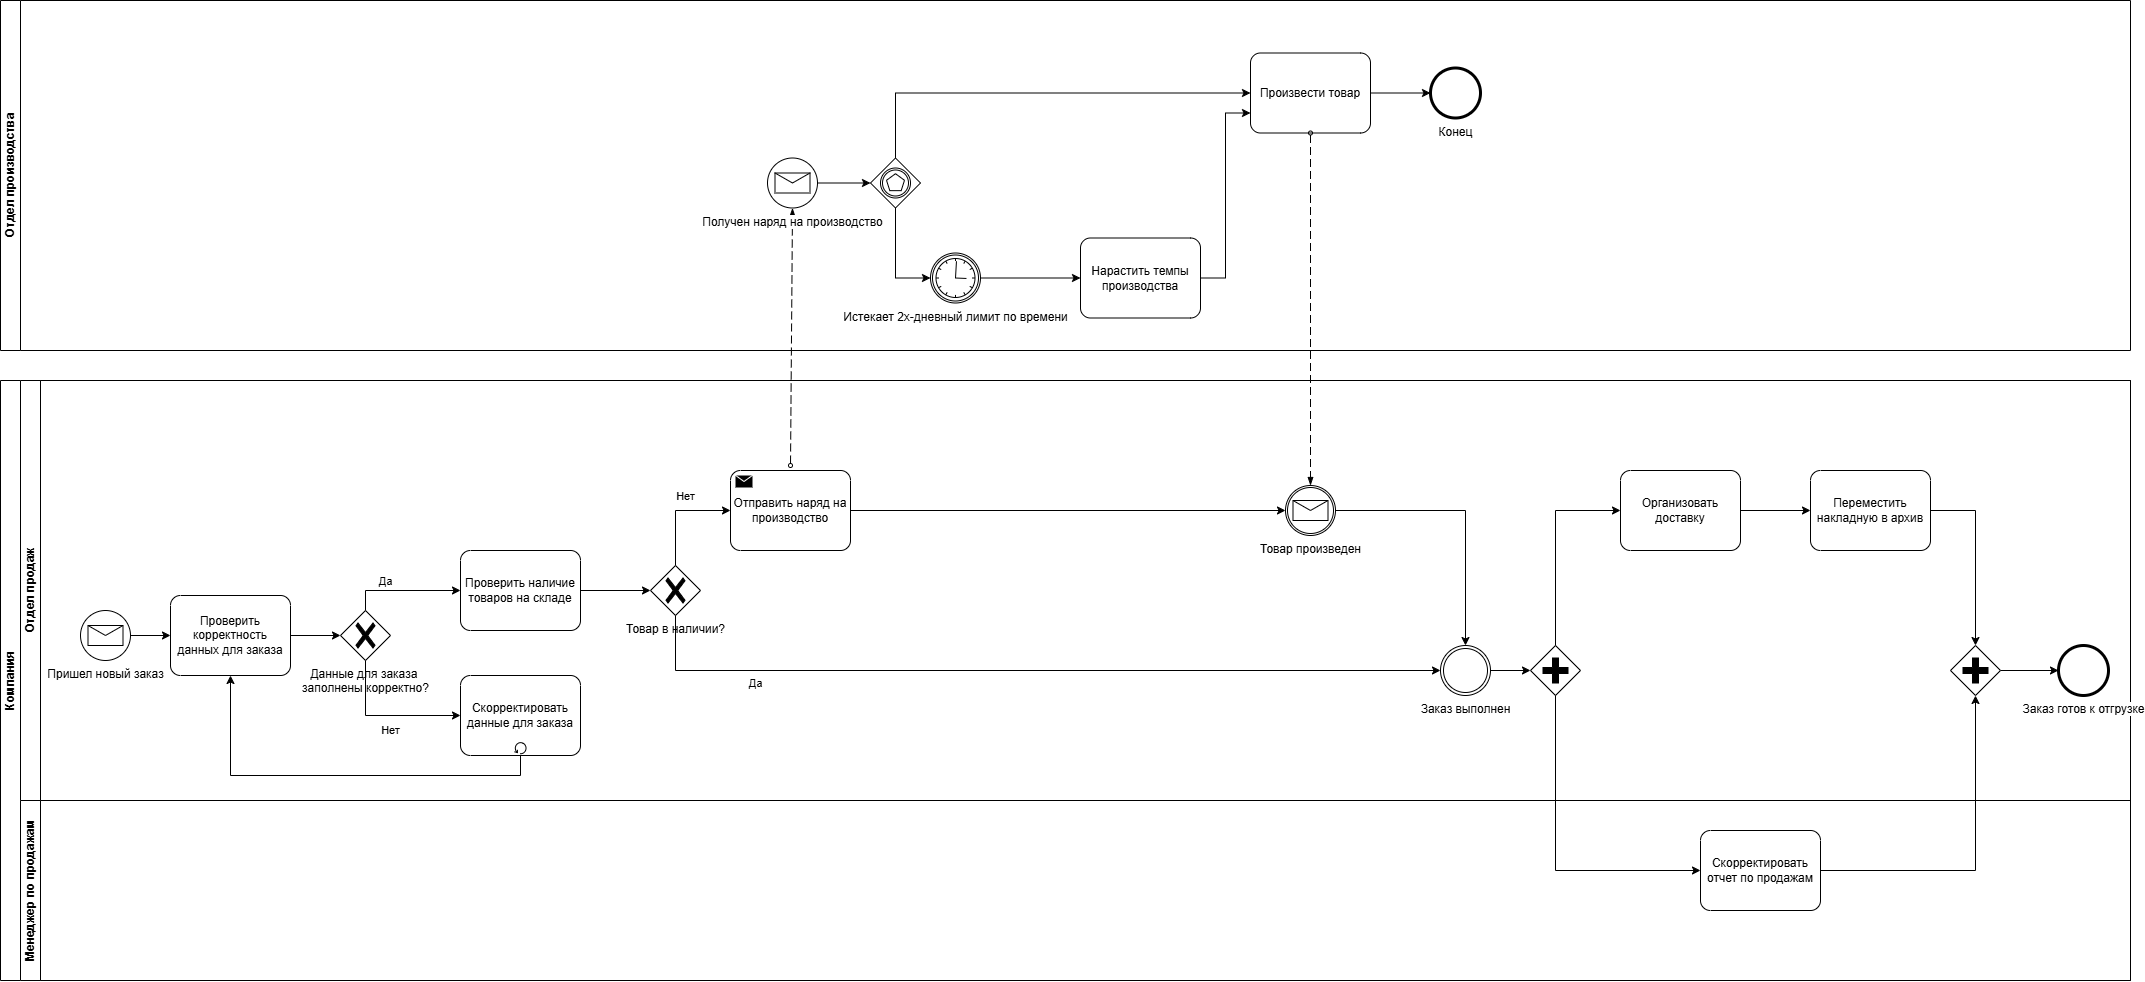 Отдел производства
Произвести товар
Конец
Получен наряд на производство
Истекает 2х-дневный лимит по времени
Нарастить темпы
производства
Компания
Отдел продаж
Пришел новый заказ
Проверить
корректность
данных для заказа
Данные для заказа
заполнены корректно?
Да
Нет
Проверить наличие
товаров на складе
Скорректировать
данные для заказа
Товар в наличии?
Нет
Да
Отправить наряд на
производство
Товар произведен
Заказ выполнен
Организовать
доставку
Переместить
накладную в архив
Заказ готов к отгрузке
Менеджер по продажам
Скорректировать
отчет по продажам